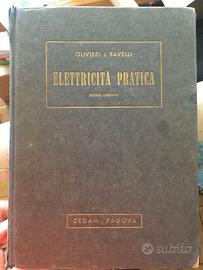 OLIVIERI e RAVELLI
ELETTRICITÀ PRATICA
CEDAM - PADOVA
subito